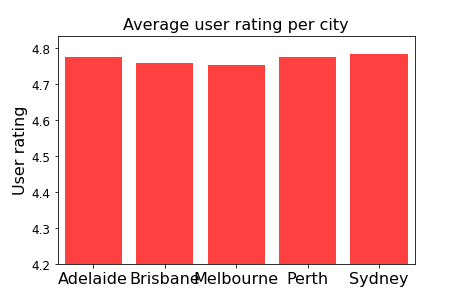 Average user rating per city
User rating
4.8
4.7
4.6
4.5
4.4
4.3
4.2
Adelaide Brisbane Melbourne Perth Sydney